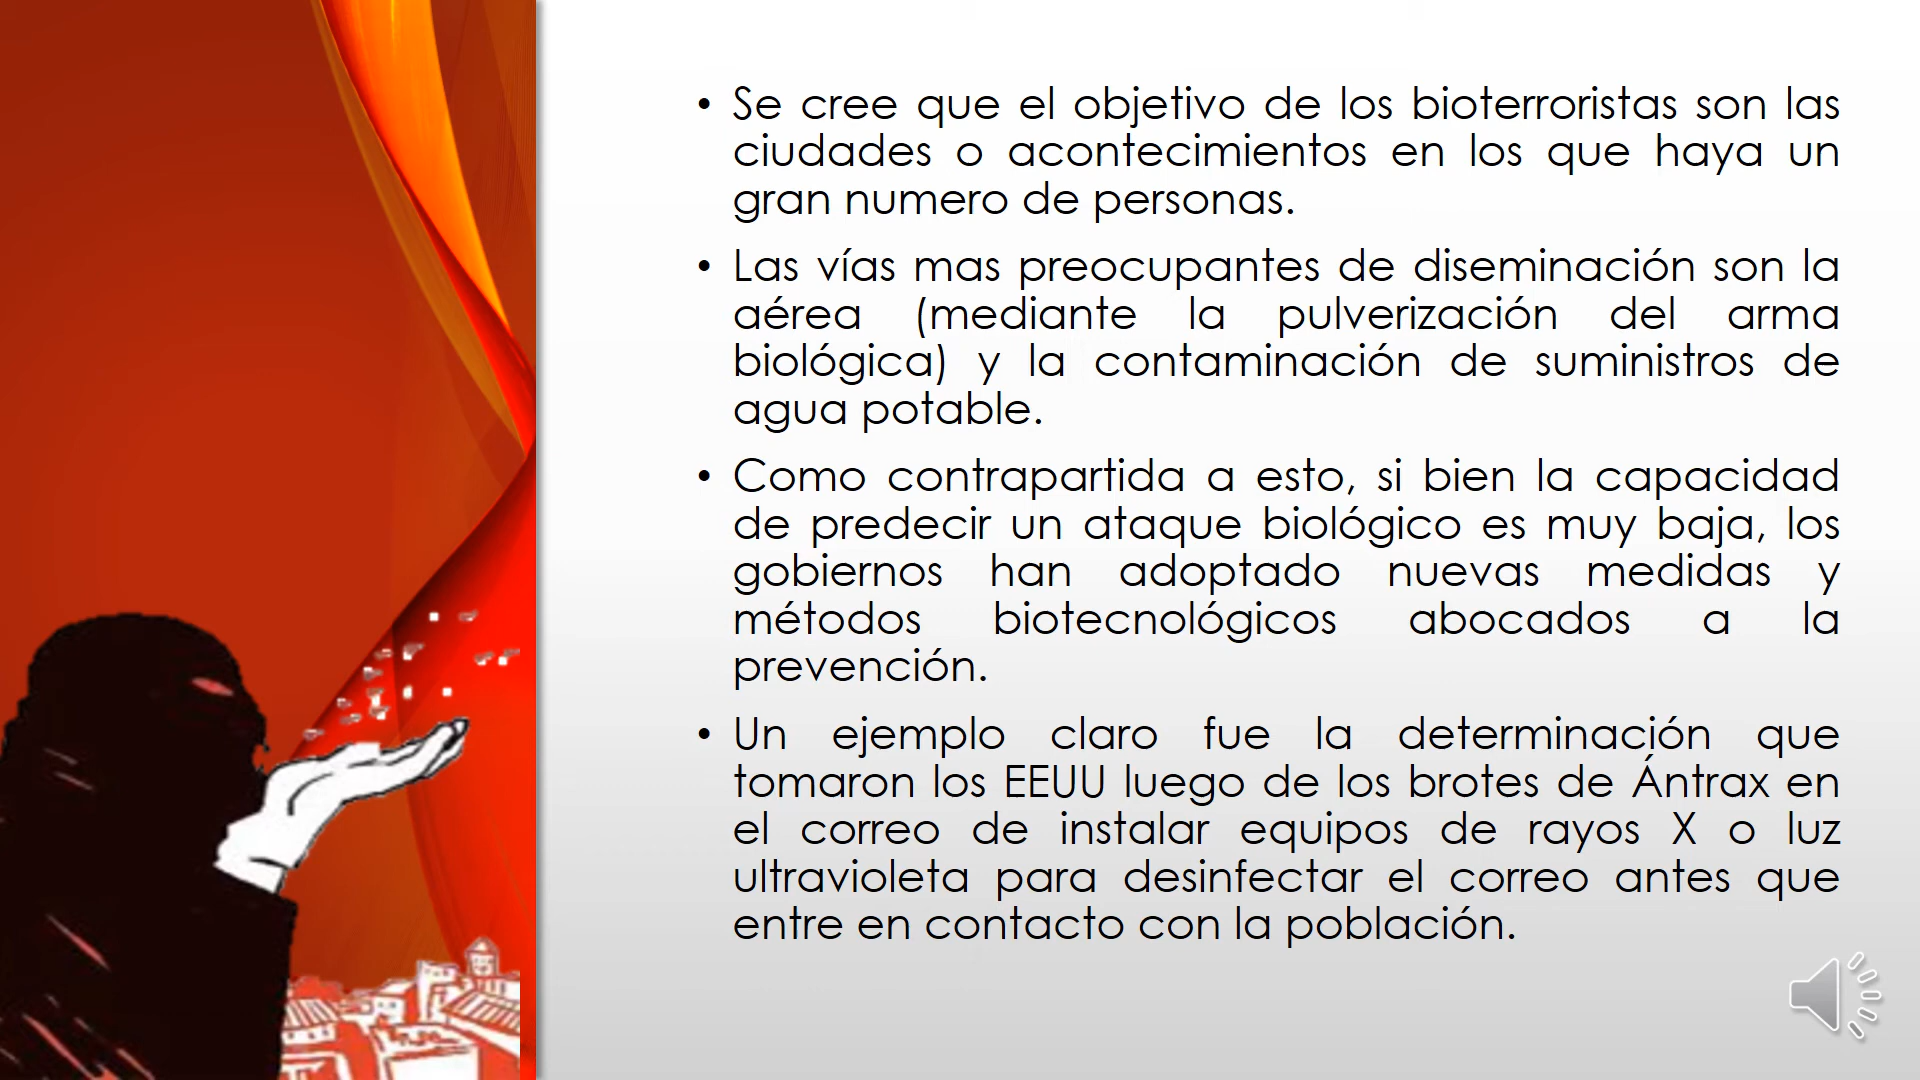 • Se cree que el objetivo de los bioterroristas son las
ciudades o acontecimientos en los que haya un
gran numero de personas.
• Las vías mas preocupantes de diseminación son la
aérea (mediante la pulverización del arma
biológica) y la contaminación de suministros de
agua potable.
• Como contrapartida a esto, si bien la capacidad
de predecir un ataque biológico es muy baja, los
gobiernos han adoptado nuevas medidas y
métodos biotecnológicos abocados a la
prevención.
• Un ejemplo claro fue la determinación que
tomaron los EEUU luego de los brotes de Ántrax en
el correo de instalar equipos de rayos X o luz
ultravioleta para desinfectar el correo antes que
entre en contacto con la población.